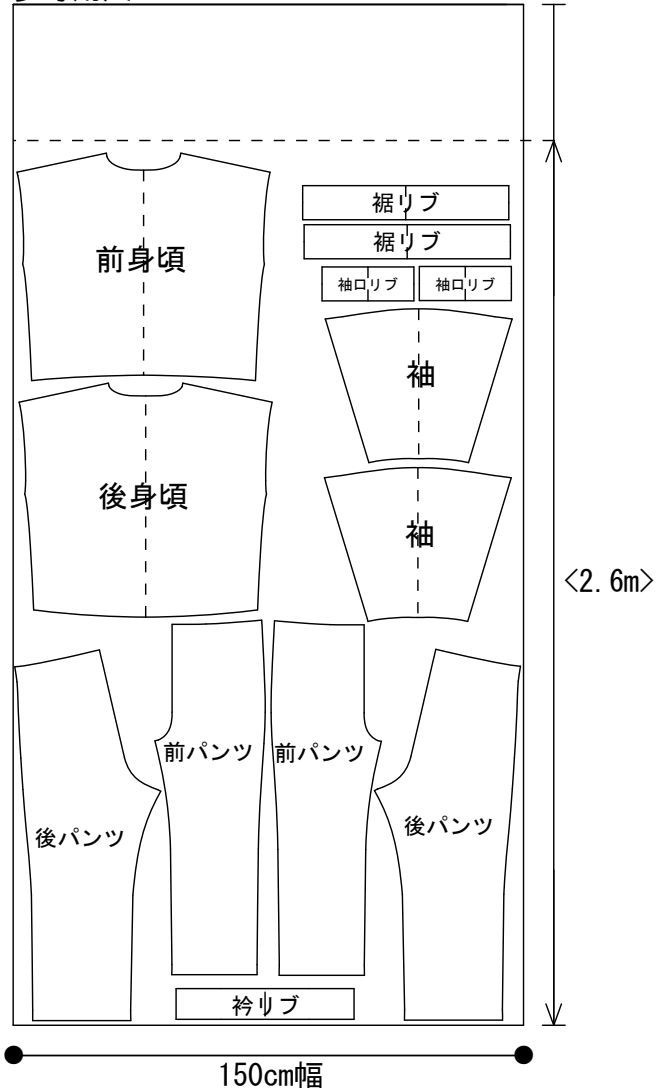 裾リブ
裾リブ
前身頃
袖口リブ 袖口リブ
袖
後身頃
袖
<2.6m>
前パンツ 前パンツ
後パンツ 後パンツ
衿リブ
150cm幅